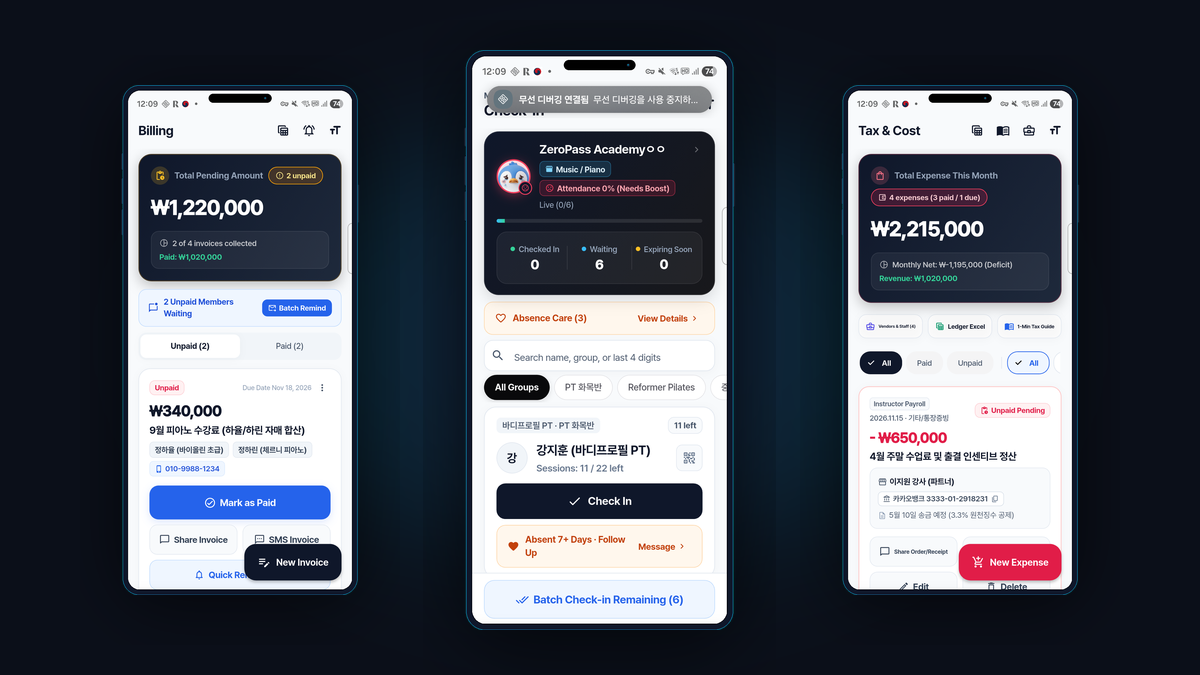 12:09
74
Billing
Total Pending Amount
2 unpaid
₩1,220,000
2 of 4 invoices collected
Paid: ₩1,020,000
2 Unpaid Members
Waiting
Batch Remind
Unpaid (2)
Paid (2)
Unpaid
Due Date Nov 18, 2026
₩340,000
9월 피아노 수강료 (하율/하린 자매 합산)
정하율 (바이올린 초급)
정하린 (체르니 피아노)
010-9988-1234
Mark as Paid
Share Invoice
SMS Invoice
New Invoice
12:09
74
무선 디버깅 연결됨 무선 디버깅을 사용 중지하...
Check-in
ZeroPass Academyㅇㅇ
Music / Piano
Attendance 0% (Needs Boost)
Live (0/6)
Checked In
Waiting
Expiring Soon
0
6
0
Absence Care (3)
View Details
Search name, group, or last 4 digits
All Groups
PT 화목반
Reformer Pilates
바디프로필 PT · PT 화목반
11 left
강
강지훈 (바디프로필 PT)
Sessions: 11 / 22 left
Check In
Absent 7+ Days · Follow
Up
Message
Batch Check-in Remaining (6)
12:09
74
Tax & Cost
Total Expense This Month
4 expenses (3 paid / 1 due)
₩2,215,000
Monthly Net: ₩-1,195,000 (Deficit)
Revenue: ₩1,020,000
Vendors & Staff (4)
Ledger Excel
1-Min Tax Guide
All
Paid
Unpaid
All
Instructor Payroll
2026.11.15 · 기타/통장증빙
Unpaid Pending
- ₩650,000
4월 주말 수업료 및 출결 인센티브 정산
이지원 강사 (파트너)
카카오뱅크 3333-01-2918231
5월 10일 송금 예정 (3.3% 원천징수 공제)
Share Order/Receipt
New Expense
Edit
Delete